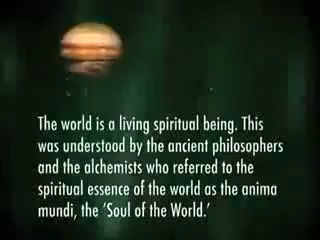 The world is a living spiritual being. This
was understood by the ancient philosophers
and the alchemists who referred to the
spiritual essence of the world as the anima
mundi, the ‘Soul of the World.’